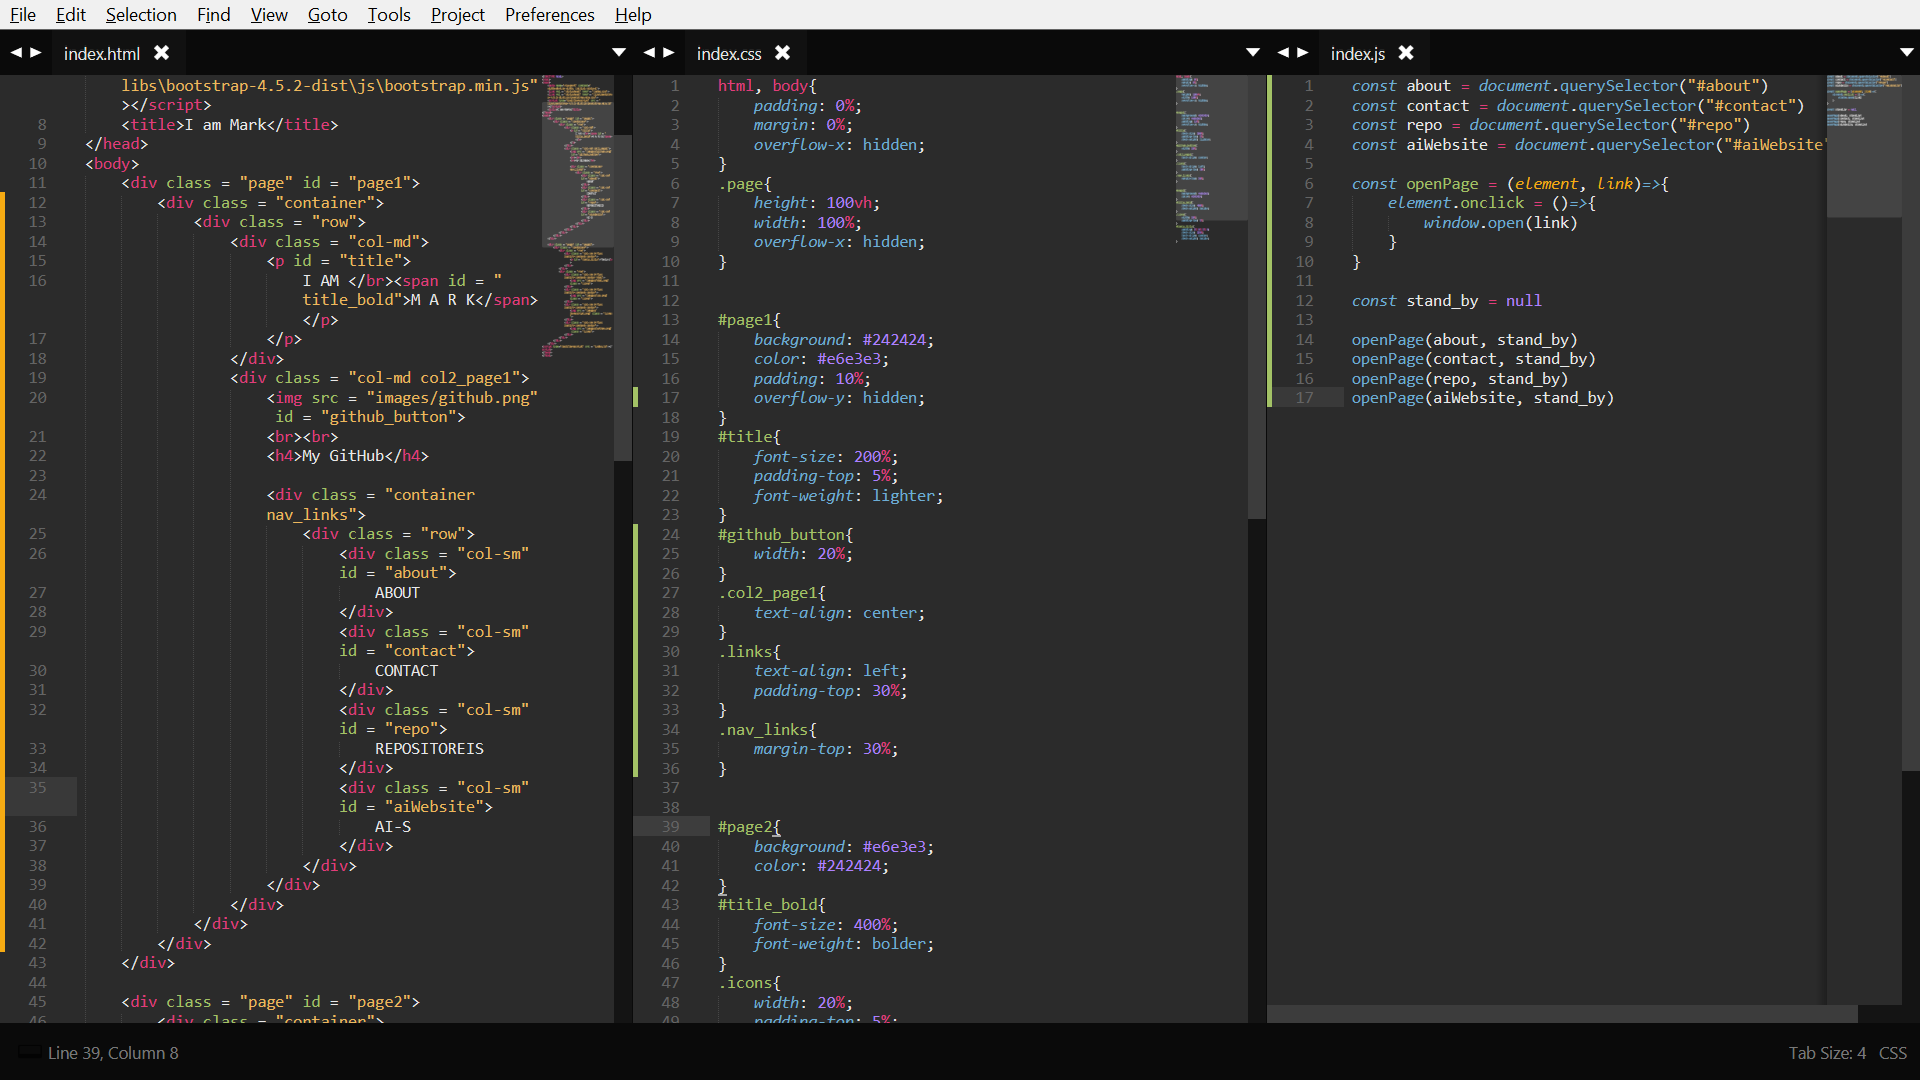 File Edit Selection Find View Goto Tools Project Preferences Help
index.html
libs\bootstrap-4.5.2-dist\js\bootstrap.min.js"
></script>
8 <title>I am Mark</title>
9 </head>
10 <body>
11 <div class = "page" id = "page1">
12 <div class = "container">
13 <div class = "row">
14 <div class = "col-md">
15 <p id = "title">
16 I AM </br><span id = "
title_bold">M A R K</span>
</p>
17 </p>
18 </div>
19 <div class = "col-md col2_page1">
20 <img src = "images/github.png"
id = "github_button">
21 <br><br>
22 <h4>My GitHub</h4>
23
24 <div class = "container
nav_links">
25 <div class = "row">
26 <div class = "col-sm"
id = "about">
27 ABOUT
28 </div>
29 <div class = "col-sm"
id = "contact">
30 CONTACT
31 </div>
32 <div class = "col-sm"
id = "repo">
33 REPOSITOREIS
34 </div>
35 <div class = "col-sm"
id = "aiWebsite">
36 AI-S
37 </div>
38 </div>
39 </div>
40 </div>
41 </div>
42 </div>
43 </div>
44
45 <div class = "page" id = "page2">
46 <div class = "container">
index.css
1 html, body{
2 padding: 0%;
3 margin: 0%;
4 overflow-x: hidden;
5 }
6 .page{
7 height: 100vh;
8 width: 100%;
9 overflow-x: hidden;
10 }
11
12
13 #page1{
14 background: #242424;
15 color: #e6e3e3;
16 padding: 10%;
17 overflow-y: hidden;
18 }
19 #title{
20 font-size: 200%;
21 padding-top: 5%;
22 font-weight: lighter;
23 }
24 #github_button{
25 width: 20%;
26 }
27 .col2_page1{
28 text-align: center;
29 }
30 .links{
31 text-align: left;
32 padding-top: 30%;
33 }
34 .nav_links{
35 margin-top: 30%;
36 }
37
38
39 #page2{
40 background: #e6e3e3;
41 color: #242424;
42 }
43 #title_bold{
44 font-size: 400%;
45 font-weight: bolder;
46 }
47 .icons{
48 width: 20%;
49 padding-top: 5%;
index.js
1 const about = document.querySelector("#about")
2 const contact = document.querySelector("#contact")
3 const repo = document.querySelector("#repo")
4 const aiWebsite = document.querySelector("#aiWebsite"
5
6 const openPage = (element, link)=>{
7 element.onclick = ()=>{
8 window.open(link)
9 }
10 }
11
12 const stand_by = null
13
14 openPage(about, stand_by)
15 openPage(contact, stand_by)
16 openPage(repo, stand_by)
17 openPage(aiWebsite, stand_by)
Line 39, Column 8
Tab Size: 4 CSS